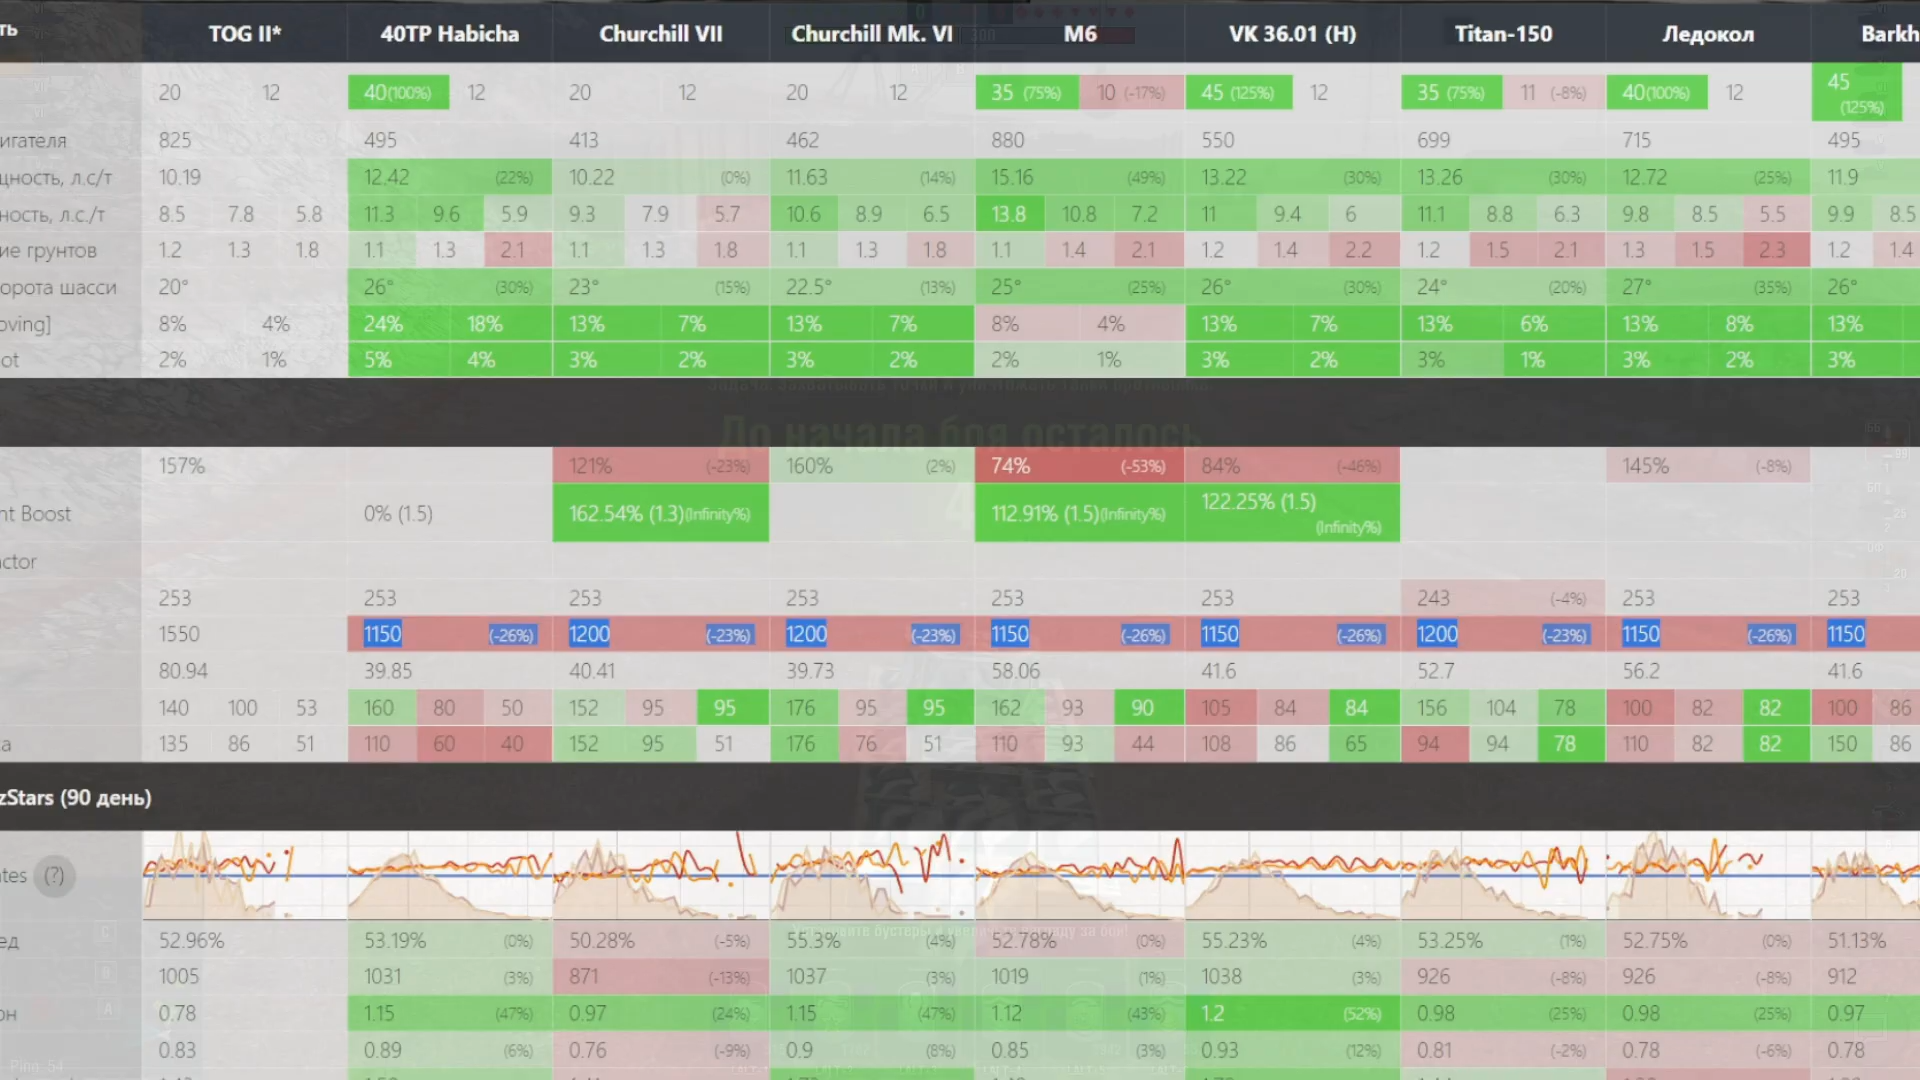 ть TOG II* 40TP Habicha Churchill VII Churchill Mk. VI M6 VK 36.01 (H) Titan-150 Ледокол Barkh
20 12 40(100%) 12 20 12 20 12 35 (75%) 10 (-17%) 45 (125%) 12 35 (75%) 11 (-8%) 40(100%) 12 45 (125%)
игателя 825 495 413 462 880 550 699 715 495
щность, л.с/т 10.19 12.42 (22%) 10.22 (0%) 11.63 (14%) 15.16 (49%) 13.22 (30%) 13.26 (30%) 12.72 (25%) 11.9
ность, л.с./т 8.5 7.8 5.8 11.3 9.6 5.9 9.3 7.9 5.7 10.6 8.9 6.5 13.8 10.8 7.2 11 9.4 6 11.1 8.8 6.3 9.8 8.5 5.5 9.9 8.5
ие грунтов 1.2 1.3 1.8 1.1 1.3 2.1 1.1 1.3 1.8 1.1 1.3 1.8 1.1 1.4 2.1 1.2 1.4 2.2 1.2 1.5 2.1 1.3 1.5 2.3 1.2 1.4
орота шасси 20° 26° (30%) 23° (15%) 22.5° (13%) 25° (25%) 26° (30%) 24° (20%) 27° (35%) 26°
oving] 8% 4% 24% 18% 13% 7% 13% 7% 8% 4% 13% 7% 13% 6% 13% 8% 13%
ot 2% 1% 5% 4% 3% 2% 3% 2% 2% 1% 3% 2% 3% 1% 3% 2% 3%
До начала боя осталось
157% 121% (-23%) 160% (2%) 74% (-53%) 84% (-46%) 145% (-8%)
nt Boost 0% (1.5) 162.54% (1.3)(Infinity%) 112.91% (1.5)(Infinity%) 122.25% (1.5) (Infinity%)
actor
253 253 253 253 253 253 243 (-4%) 253 253
1550 1150 (-26%) 1200 (-23%) 1200 (-23%) 1150 (-26%) 1150 (-26%) 1200 (-23%) 1150 (-26%) 1150
80.94 39.85 40.41 39.73 58.06 41.6 52.7 56.2 41.6
140 100 53 160 80 50 152 95 95 176 95 95 162 93 90 105 84 84 156 104 78 100 82 82 100 86
а 135 86 51 110 60 40 152 95 51 176 76 51 110 93 44 108 86 65 94 94 78 110 82 82 150 86
zStars (90 день)
ates (?)
ед 52.96% 53.19% (0%) 50.28% (-5%) 55.3% (4%) 52.78% (0%) 55.23% (4%) 53.25% (1%) 52.75% (0%) 51.13%
1005 1031 (3%) 871 (-13%) 1037 (3%) 1019 (1%) 1038 (3%) 926 (-8%) 926 (-8%) 912
он 0.78 1.15 (47%) 0.97 (24%) 1.15 (47%) 1.12 (43%) 1.2 (52%) 0.98 (25%) 0.98 (25%) 0.97
0.83 0.89 (6%) 0.76 (-9%) 0.9 (8%) 0.85 (3%) 0.93 (12%) 0.81 (-2%) 0.78 (-6%) 0.78
Ping: 54